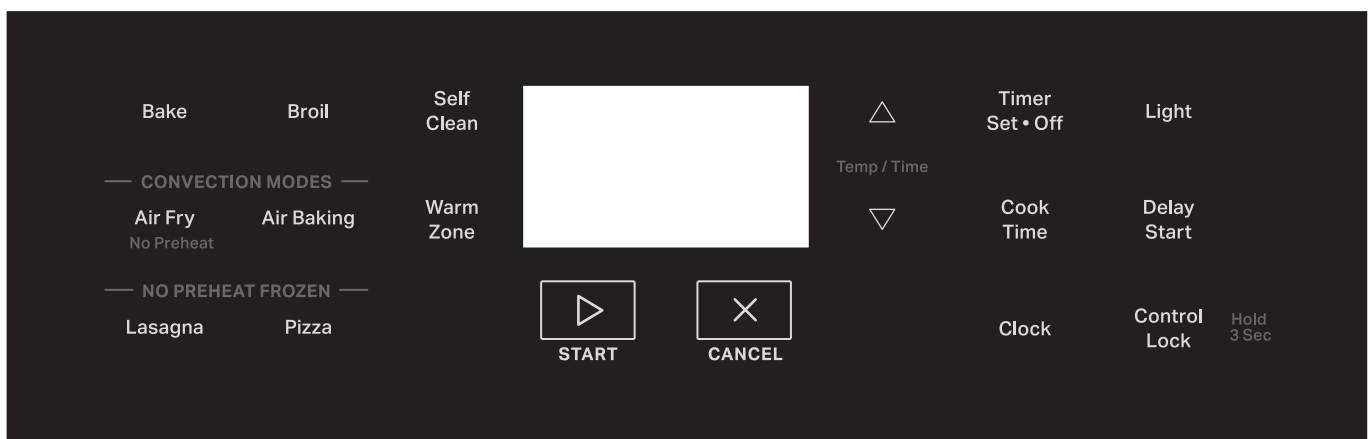 Bake
Broil
Self
Clean
Timer
Set • Off
Light
Temp / Time
CONVECTION MODES
Air Fry
No Preheat
Air Baking
Warm
Zone
Cook
Time
Delay
Start
NO PREHEAT FROZEN
Lasagna
Pizza
START
CANCEL
Clock
Control
Lock
Hold
3 Sec